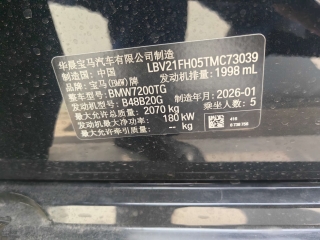 华晨宝马汽车有限公司制造
制造国: 中国 LBV21FH05TMC73039
品牌: 宝马(BMW)牌 发动机排量: 1998 mL
整车型号: BMW7200TG
发动机型号: B48B20G 制造年月: 2026-01
最大允许总质量: 2070 kg 乘坐人数: 5
发动机最大净功率: 180 kW
最大允许牵引质量: -- kg